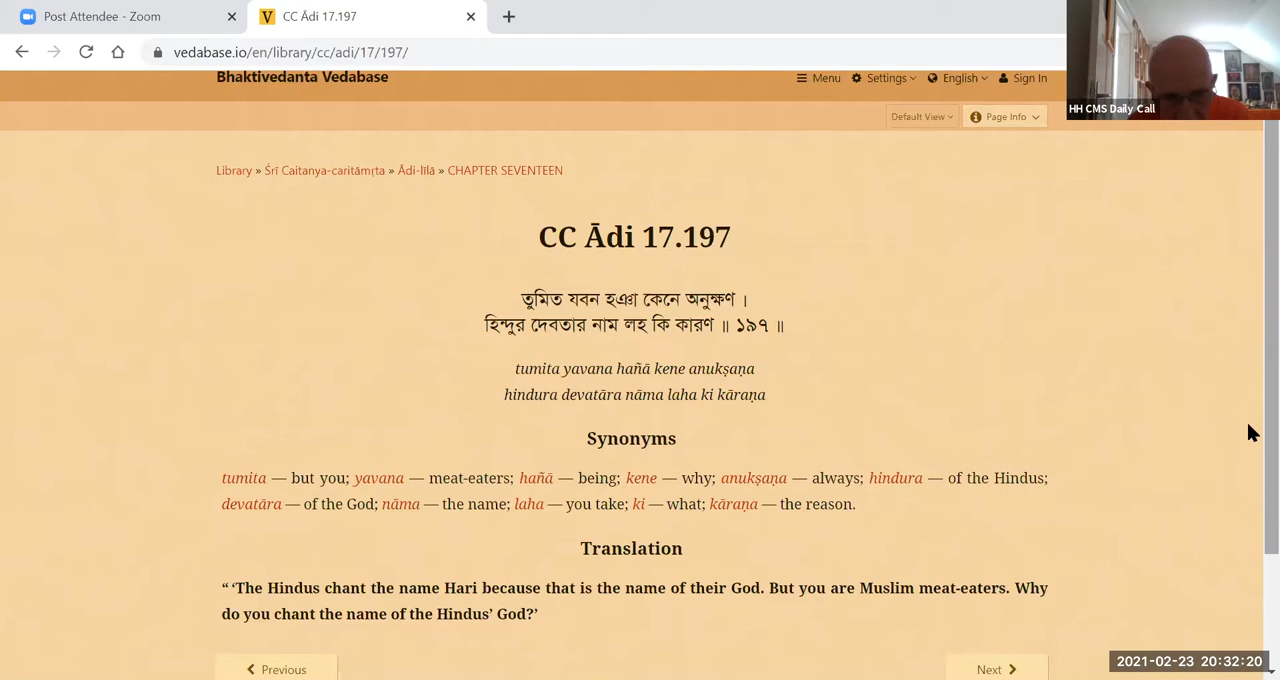 Post Attendee - Zoom
CC Ādi 17.197
vedabase.io/en/library/cc/adi/17/197/
HH CMS Daily Call
Bhaktivedanta Vedabase
Menu
Settings
English
Sign In
Default View
Page Info
Library » Śrī Caitanya-caritāmṛta » Ādi-līlā » CHAPTER SEVENTEEN
CC Ādi 17.197
তুমিত যবন হঞা কেনে অনুক্ষণ ।
হিন্দুর দেবতার নাম লহ কি কারণ ॥ ১৯৭ ॥
tumita yavana hañā kene anukṣaṇa
hindura devatāra nāma laha ki kāraṇa
Synonyms
tumita — but you; yavana — meat-eaters; hañā — being; kene — why; anukṣaṇa — always; hindura — of the Hindus;
devatāra — of the God; nāma — the name; laha — you take; ki — what; kāraṇa — the reason.
Translation
“ ‘The Hindus chant the name Hari because that is the name of their God. But you are Muslim meat-eaters. Why
do you chant the name of the Hindus’ God?’
Previous
Next
2021-02-23 20:32:20